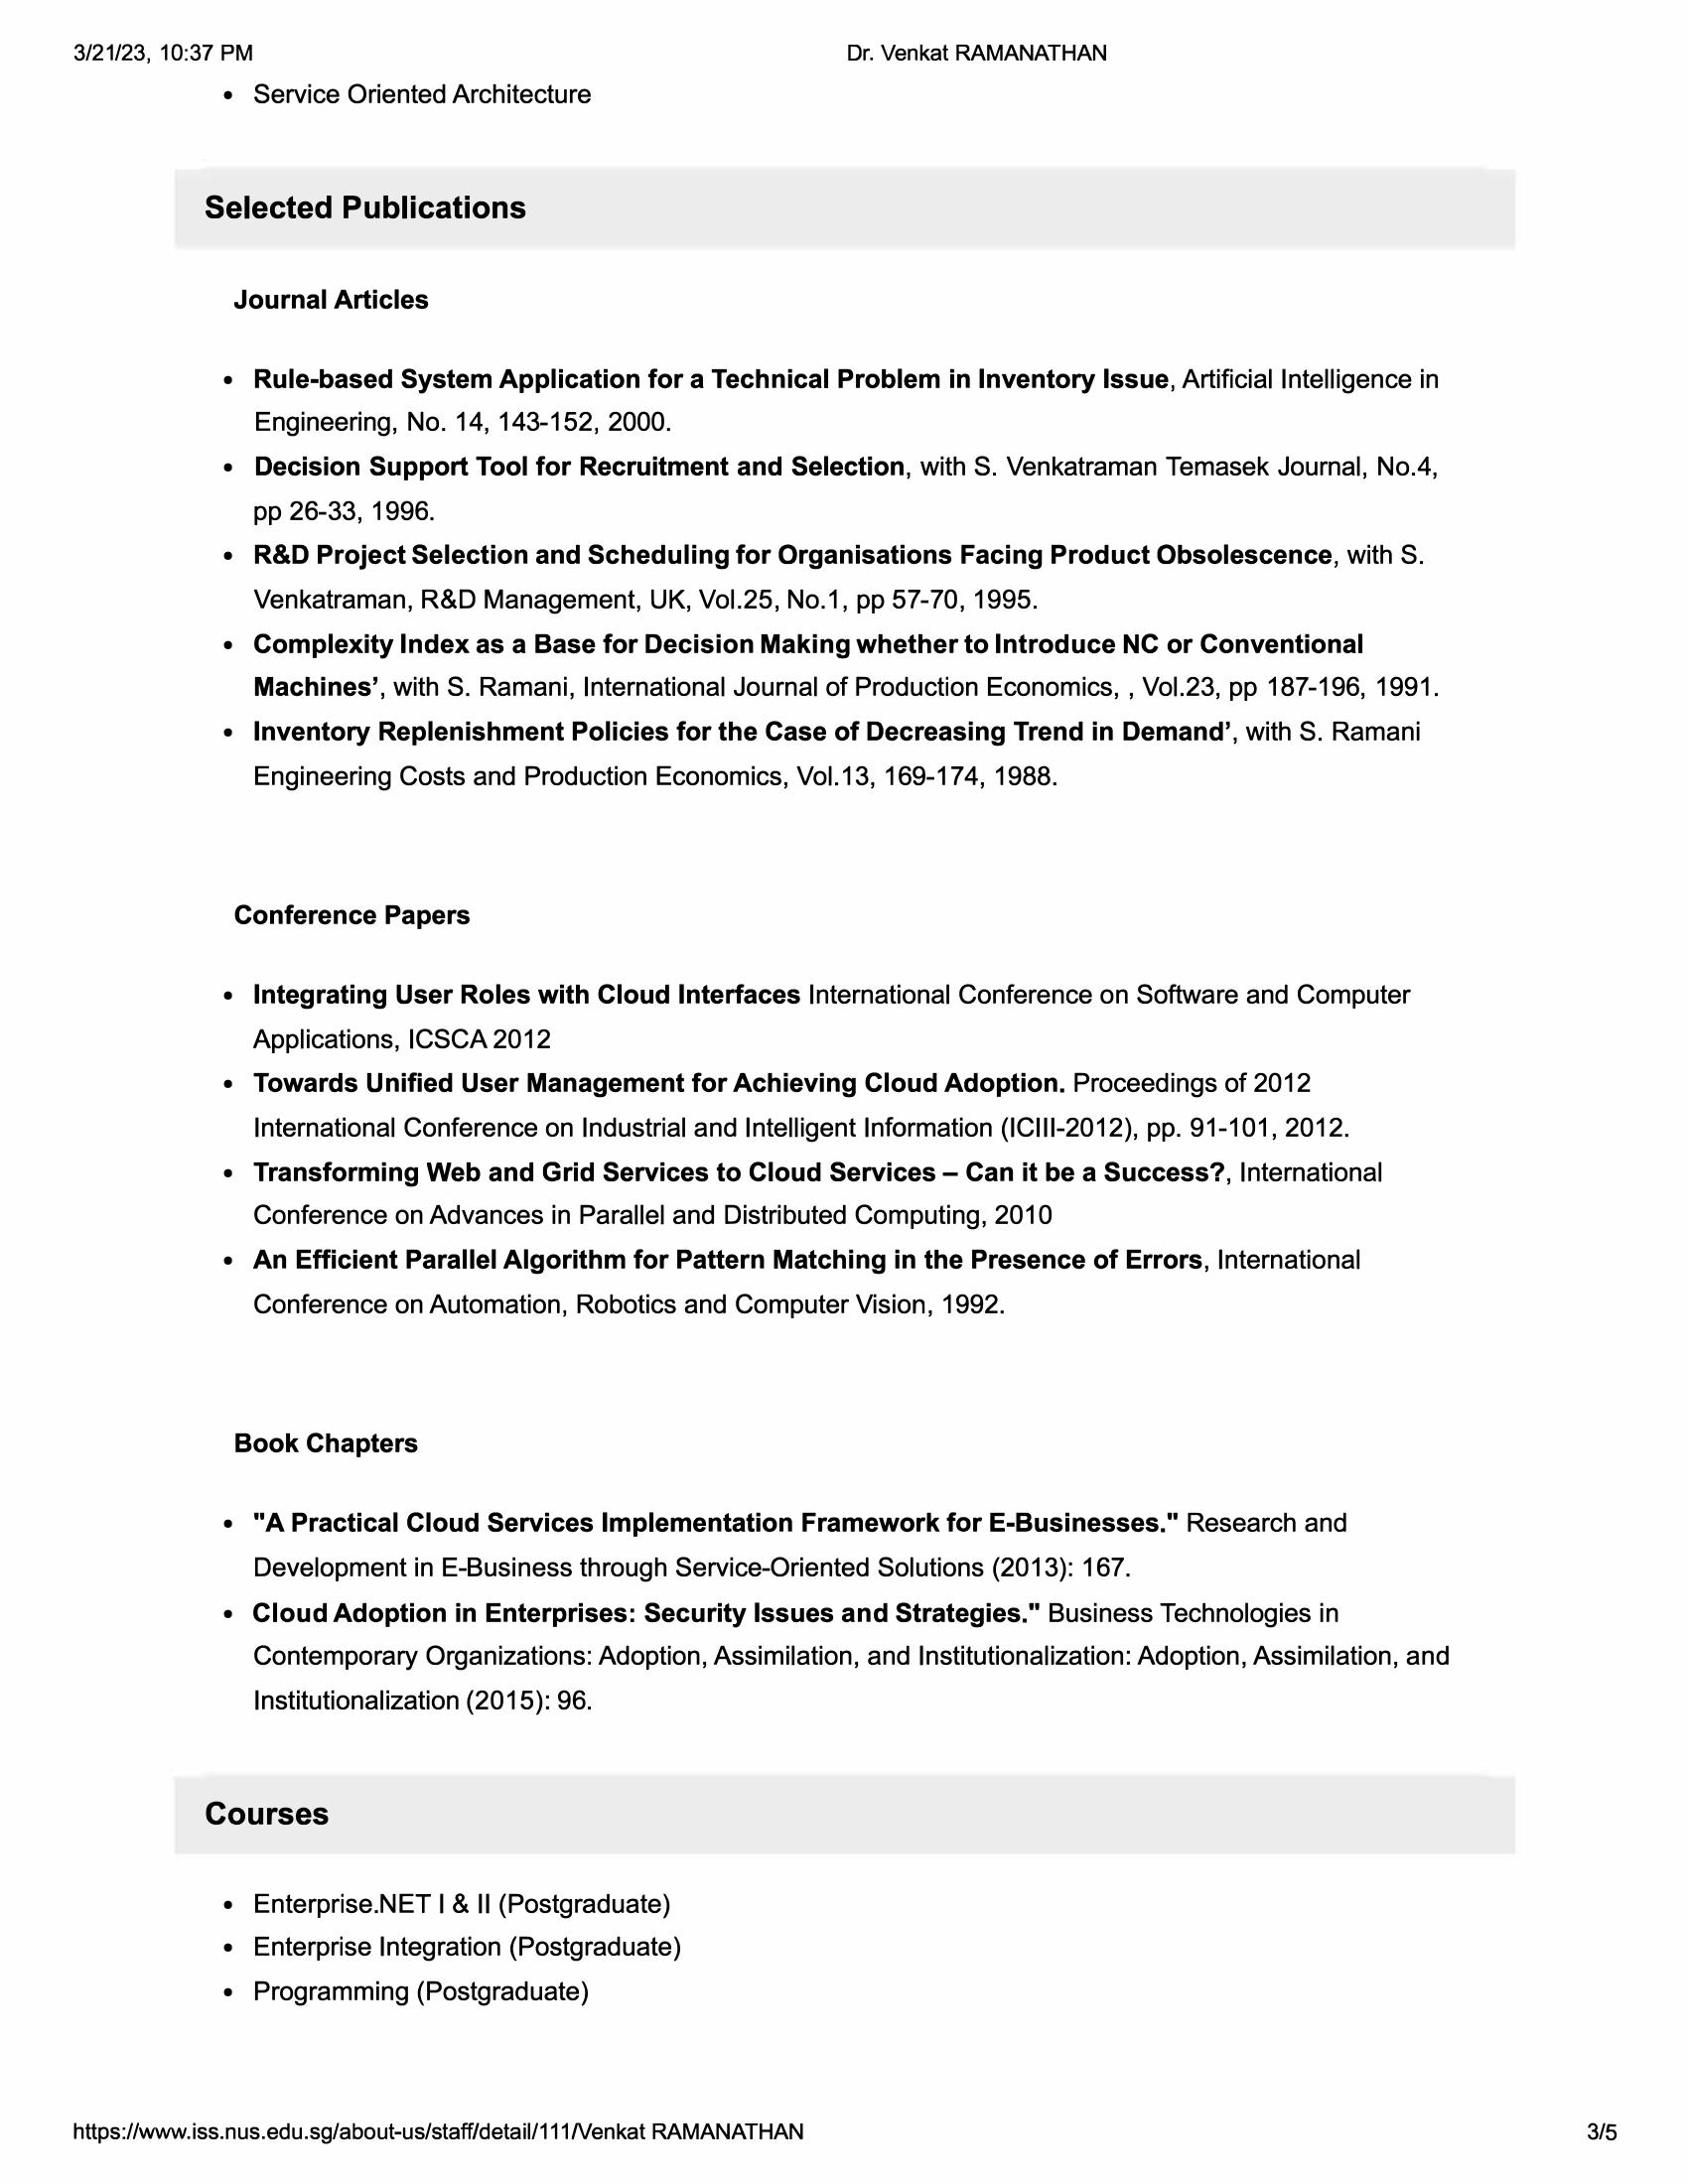 3/21/23, 10:37 PM
Dr. Venkat RAMANATHAN
• Service Oriented Architecture
Selected Publications
Journal Articles
• Rule-based System Application for a Technical Problem in Inventory Issue, Artificial Intelligence in
Engineering, No. 14, 143-152, 2000.
• Decision Support Tool for Recruitment and Selection, with S. Venkatraman Temasek Journal, No.4,
pp 26-33, 1996.
• R&D Project Selection and Scheduling for Organisations Facing Product Obsolescence, with S.
Venkatraman, R&D Management, UK, Vol.25, No.1, pp 57-70, 1995.
• Complexity Index as a Base for Decision Making whether to Introduce NC or Conventional
Machines’, with S. Ramani, International Journal of Production Economics, , Vol.23, pp 187-196, 1991.
• Inventory Replenishment Policies for the Case of Decreasing Trend in Demand’, with S. Ramani
Engineering Costs and Production Economics, Vol.13, 169-174, 1988.
Conference Papers
• Integrating User Roles with Cloud Interfaces International Conference on Software and Computer
Applications, ICSCA 2012
• Towards Unified User Management for Achieving Cloud Adoption. Proceedings of 2012
International Conference on Industrial and Intelligent Information (ICIII-2012), pp. 91-101, 2012.
• Transforming Web and Grid Services to Cloud Services – Can it be a Success?, International
Conference on Advances in Parallel and Distributed Computing, 2010
• An Efficient Parallel Algorithm for Pattern Matching in the Presence of Errors, International
Conference on Automation, Robotics and Computer Vision, 1992.
Book Chapters
• "A Practical Cloud Services Implementation Framework for E-Businesses." Research and
Development in E-Business through Service-Oriented Solutions (2013): 167.
• Cloud Adoption in Enterprises: Security Issues and Strategies." Business Technologies in
Contemporary Organizations: Adoption, Assimilation, and Institutionalization: Adoption, Assimilation, and
Institutionalization (2015): 96.
Courses
• Enterprise.NET I & II (Postgraduate)
• Enterprise Integration (Postgraduate)
• Programming (Postgraduate)
https://www.iss.nus.edu.sg/about-us/staff/detail/111/Venkat RAMANATHAN
3/5